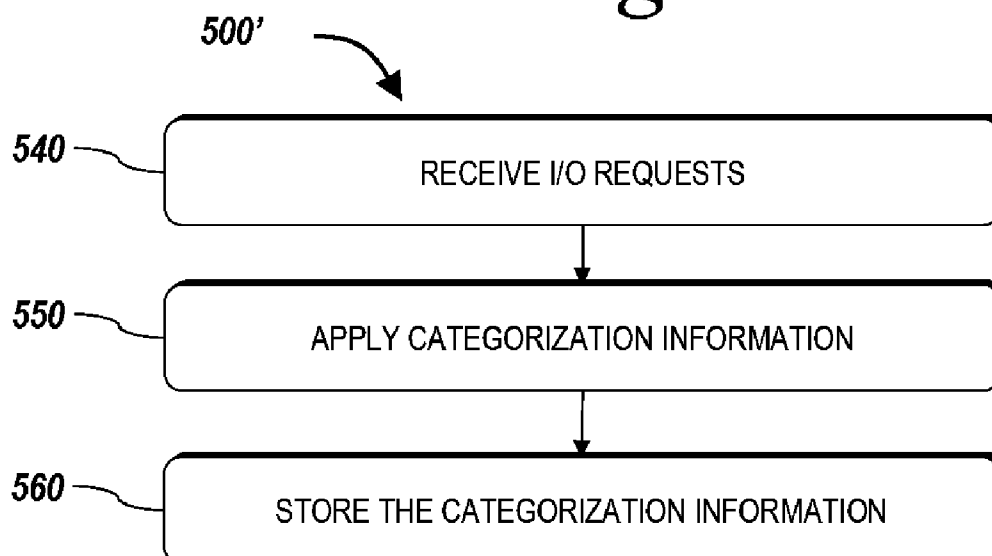 500'
540
RECEIVE I/O REQUESTS
550
APPLY CATEGORIZATION INFORMATION
560
STORE THE CATEGORIZATION INFORMATION